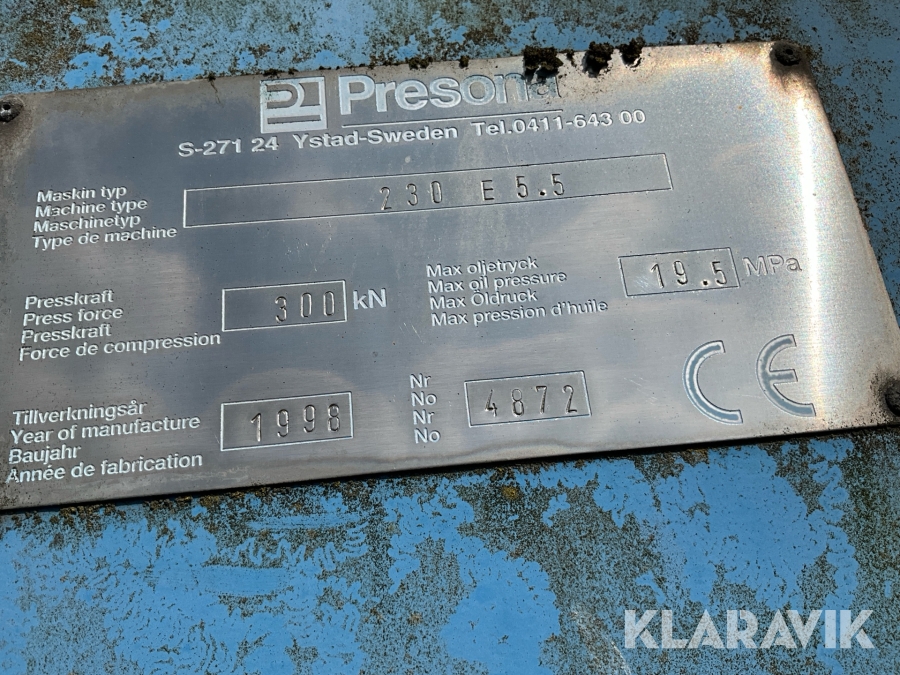 Presona
S-271 24 Ystad-Sweden Tel.0411-643 00
Maskin typ
Machine type
Maschinetyp
Type de machine
230 E 5.5
Presskraft
Press force
Presskraft
Force de compression
300 kN
Max oljetryck
Max oil pressure
Max Öldruck
Max pression d'huile
19.5 MPa
Tillverkningsår
Year of manufacture
Baujahr
Année de fabrication
1998
Nr
No
Nr
No
4872
CE
KLARAVIK